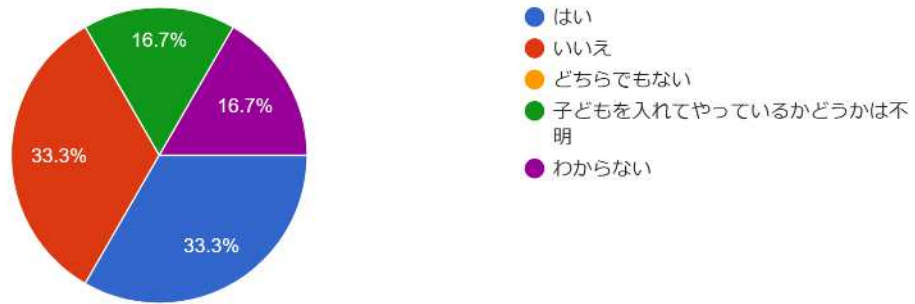 16.7%
16.7%
33.3%
33.3%
はい
いいえ
どちらでもない
子どもを入れてやっているかどうかは不
明
わからない